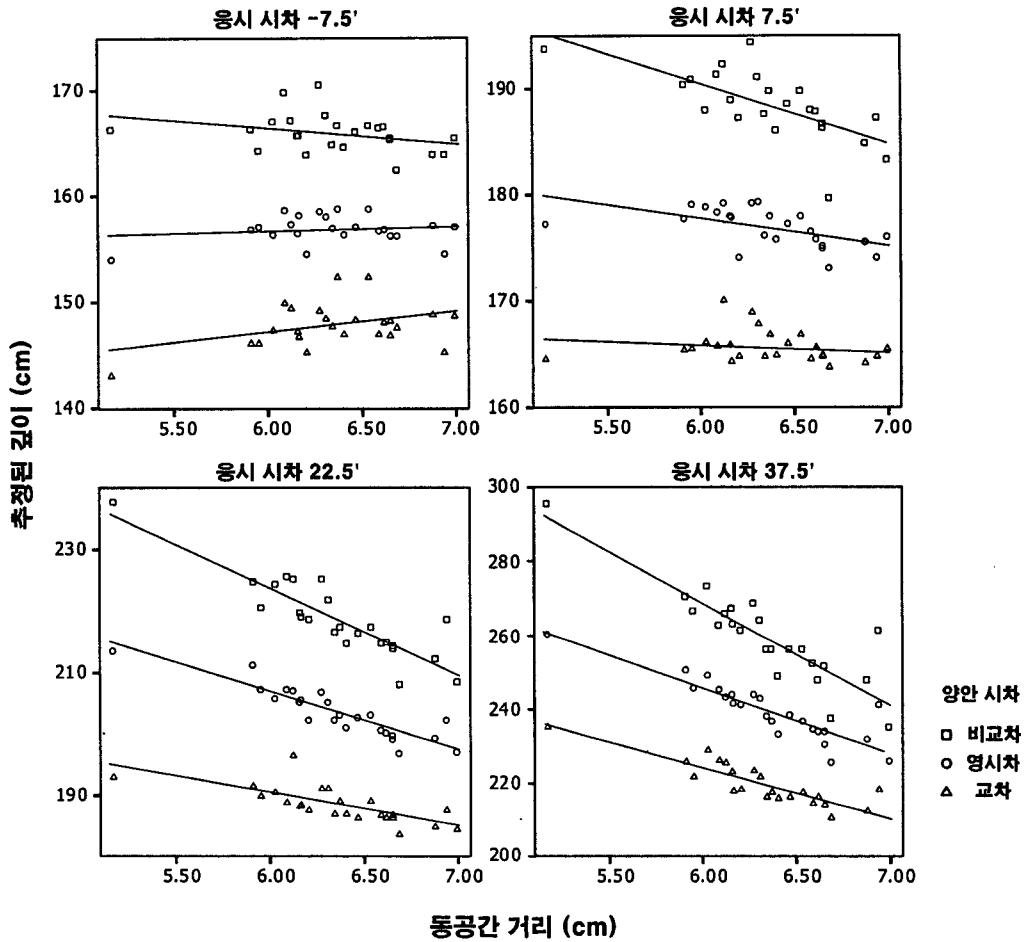 응시 시차 -7.5'
응시 시차 7.5'
170
160
150
140
5.50 6.00 6.50 7.00
190
180
170
160
5.50 6.00 6.50 7.00
추정된 깊이 (cm)
응시 시차 22.5'
응시 시차 37.5'
230
210
190
5.50 6.00 6.50 7.00
300
280
260
240
220
200
5.50 6.00 6.50 7.00
양안 시차
비교차
영시차
교차
동공간 거리 (cm)